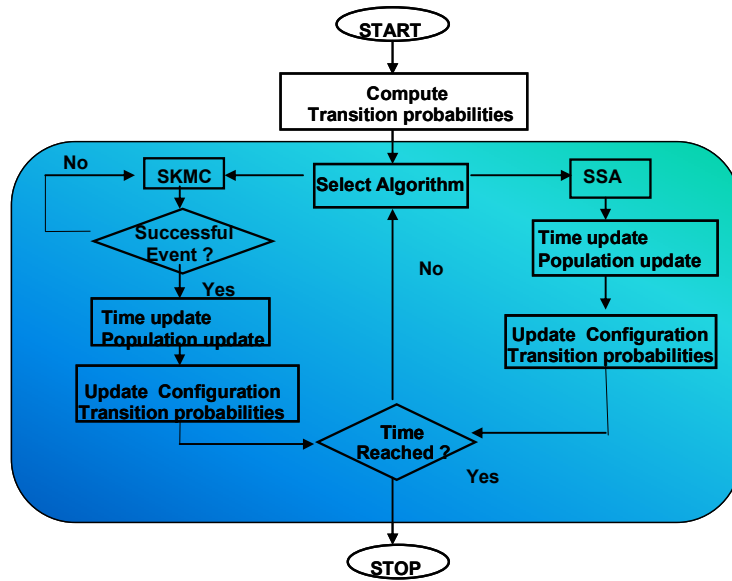 START
Compute
Transition probabilities
No
SKMC
Select Algorithm
SSA
Successful
Event ?
Time update
Population update
No
Yes
Time update
Population update
Update Configuration
Transition probabilities
Update Configuration
Transition probabilities
Time
Reached ?
Yes
STOP